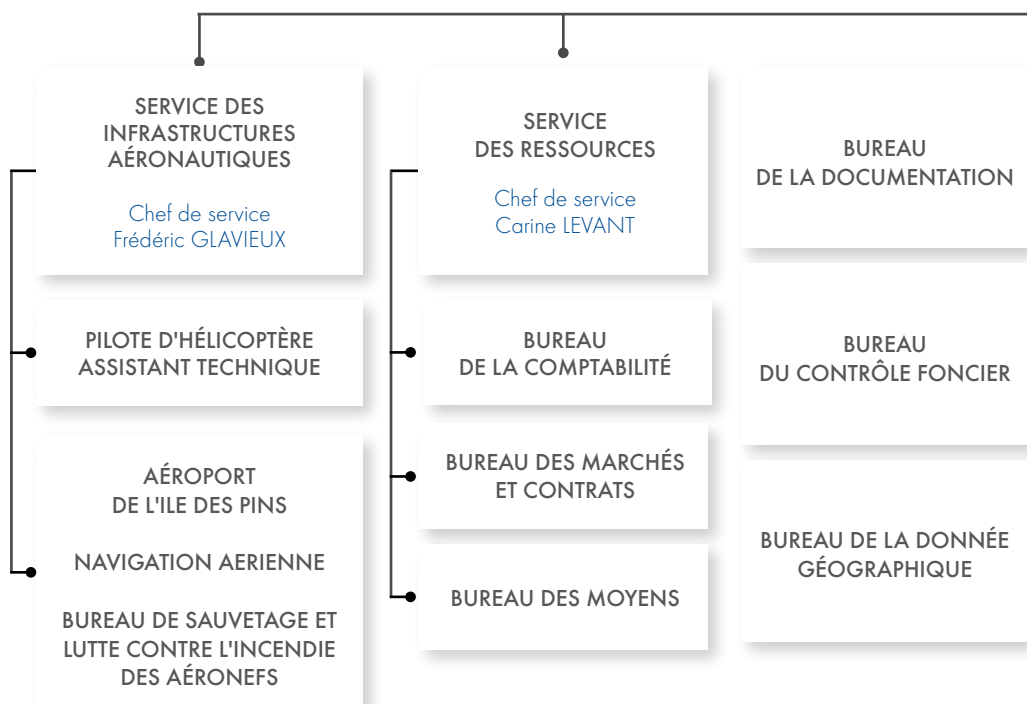 SERVICE DES
INFRASTRUCTURES
AÉRONAUTIQUES
Chef de service
Frédéric GLAVIEUX
PILOTE D'HÉLICOPTÈRE
ASSISTANT TECHNIQUE
AÉROPORT
DE L'ILE DES PINS
NAVIGATION AERIENNE
BUREAU DE SAUVETAGE ET
LUTTE CONTRE L'INCENDIE
DES AÉRONEFS
SERVICE
DES RESSOURCES
Chef de service
Carine LEVANT
BUREAU
DE LA COMPTABILITÉ
BUREAU DES MARCHÉS
ET CONTRATS
BUREAU DES MOYENS
BUREAU
DE LA DOCUMENTATION
BUREAU
DU CONTRÔLE FONCIER
BUREAU DE LA DONNÉE
GÉOGRAPHIQUE